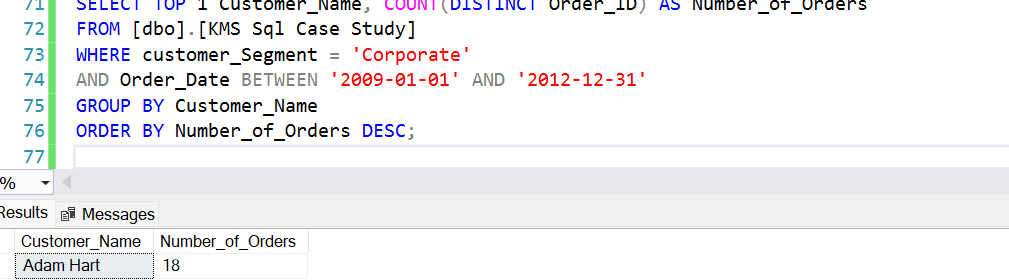 71 SELECT TOP 1 Customer_Name, COUNT(DISTINCT Order_ID) AS Number_of_Orders
72 FROM [dbo].[KMS Sql Case Study]
73 WHERE customer_Segment = 'Corporate'
74 AND Order_Date BETWEEN '2009-01-01' AND '2012-12-31'
75 GROUP BY Customer_Name
76 ORDER BY Number_of_Orders DESC;
77
%
Results Messages
Customer_Name Number_of_Orders
Adam Hart 18